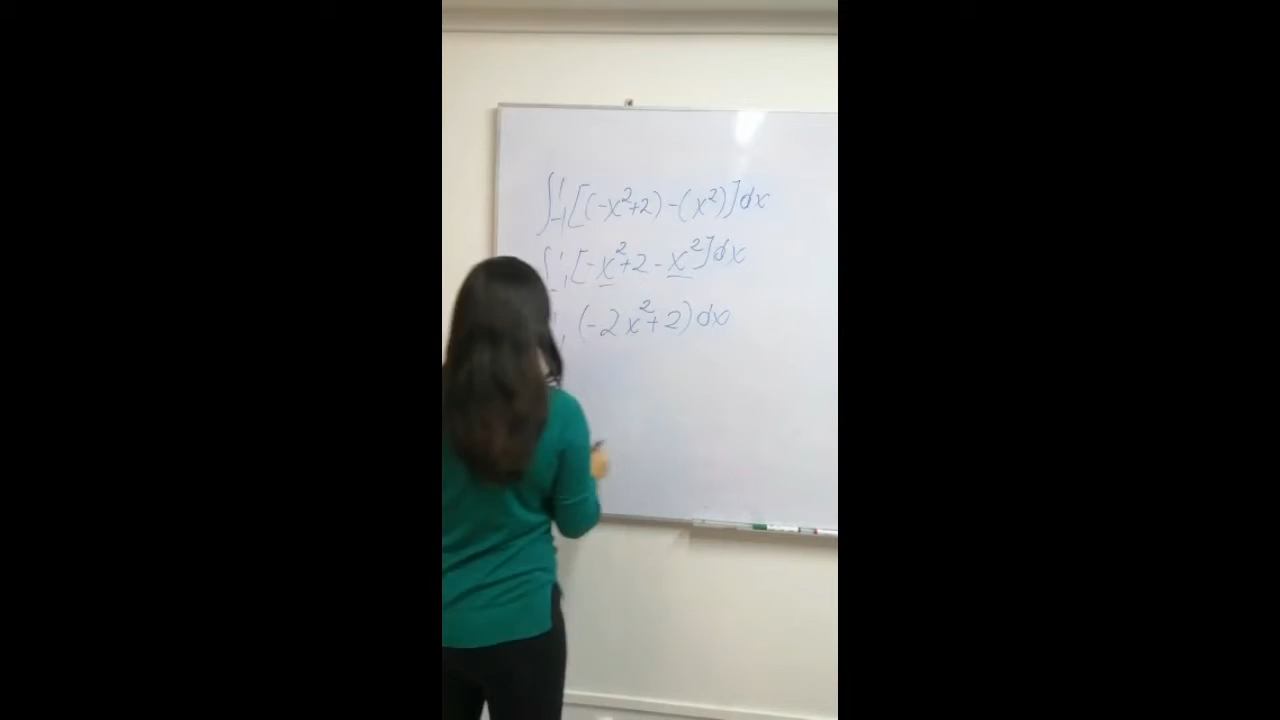 ∫₋₁¹ [(-x²+2) - (x²)] dx
∫₋₁¹ [-x²+2 - x²] dx
(-2x²+2) dx